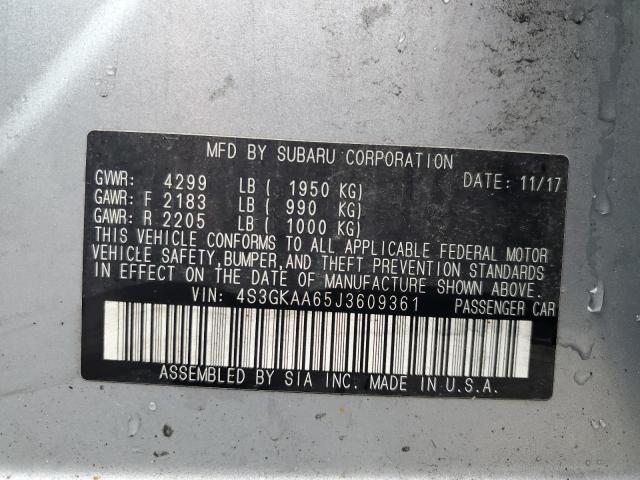 MFD BY SUBARU CORPORATION
GVWR: 4299 LB ( 1950 KG) DATE: 11/17
GAWR: F 2183 LB ( 990 KG)
GAWR: R 2205 LB ( 1000 KG)
THIS VEHICLE CONFORMS TO ALL APPLICABLE FEDERAL MOTOR
VEHICLE SAFETY, BUMPER, AND THEFT PREVENTION STANDARDS
IN EFFECT ON THE DATE OF MANUFACTURE SHOWN ABOVE.
VIN: 4S3GKAA65J3609361 PASSENGER CAR
ASSEMBLED BY SIA INC. MADE IN U.S.A.